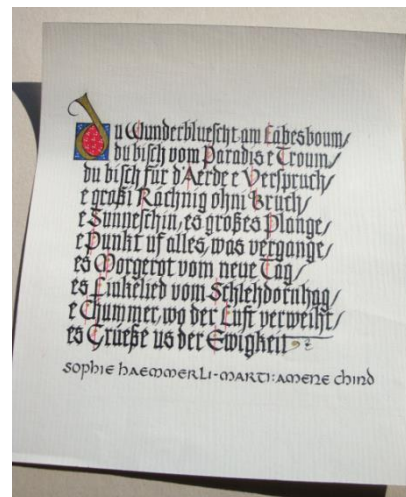 Du Wunderbluescht am Läbesboum/
du bisch vom Paradis e Troum/
du bisch für d'Aerde e Verspruch/
e großi Rächnig ohni Bruch/
e Sunneschin, es großes Plange/
e Punkt uf alles, was vergange/
es Morgerot vom neue Tag/
es Finkelied vom Schlehdornhag/
e Chummer, wo der Luft verweiht/
es Grüeße us der Ewigkeit
sophie haemmerli-marti: amene chind